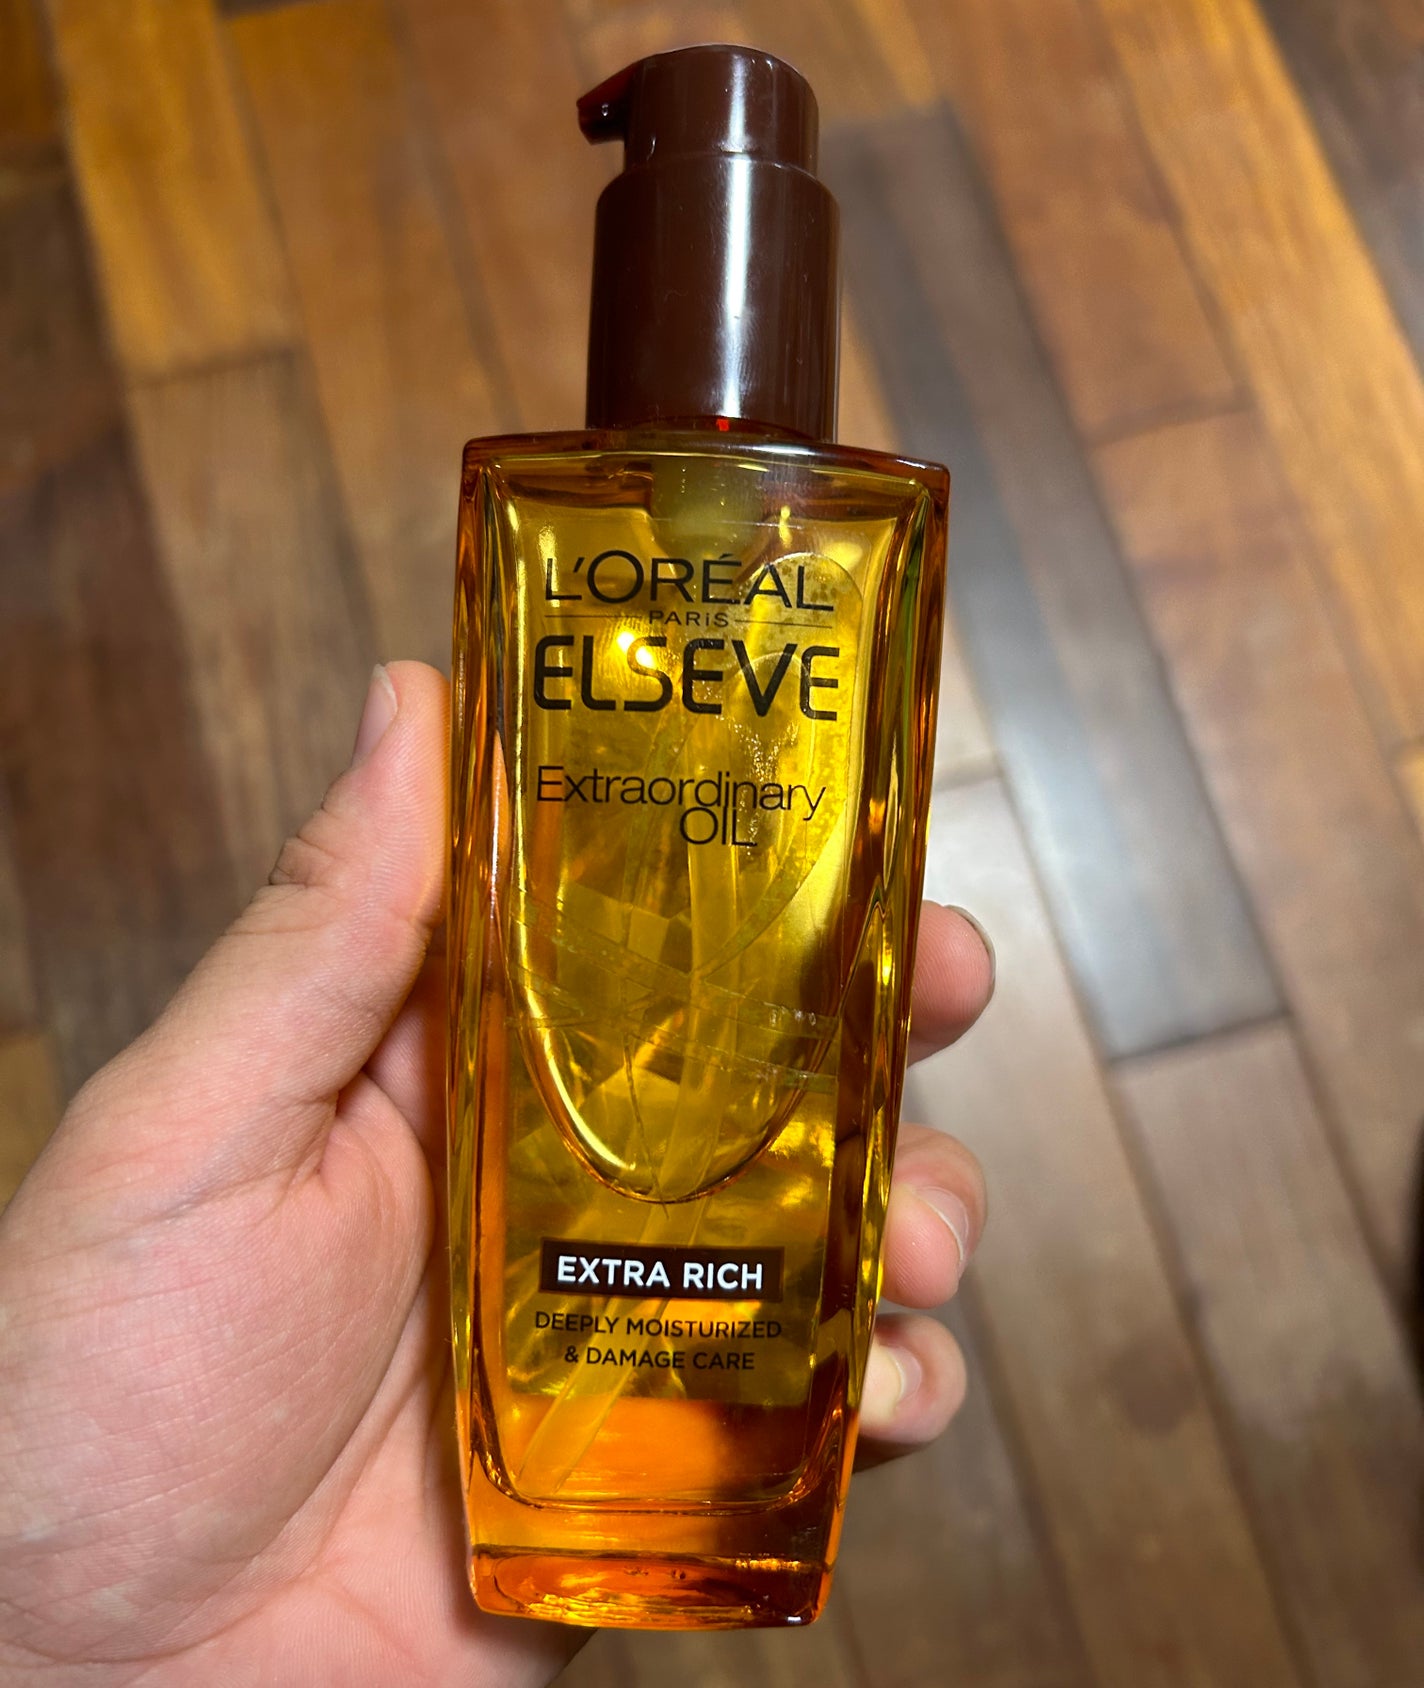 L'ORÉAL
PARIS
ELSEVE
Extraordinary
OIL
EXTRA RICH
DEEPLY MOISTURIZED
& DAMAGE CARE